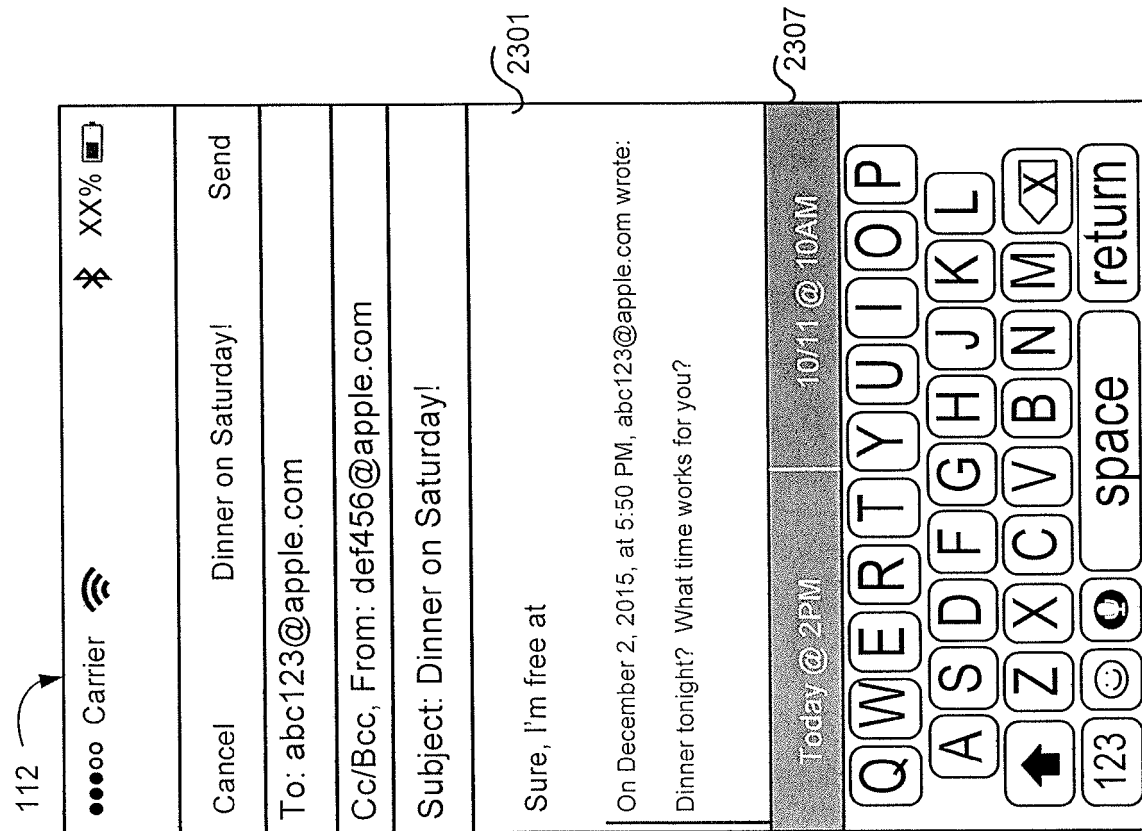 112
Carrier XX%
Cancel Dinner on Saturday! Send
To: abc123@apple.com
Cc/Bcc, From: def456@apple.com
Subject: Dinner on Saturday!
2301
Sure, I'm free at
On December 2, 2015, at 5:50 PM, abc123@apple.com wrote:
Dinner tonight? What time works for you?
2307
Today @ 2PM 10/11 @ 10AM
Q W E R T Y U I O P
A S D F G H J K L
Z X C V B N M X
123 space return